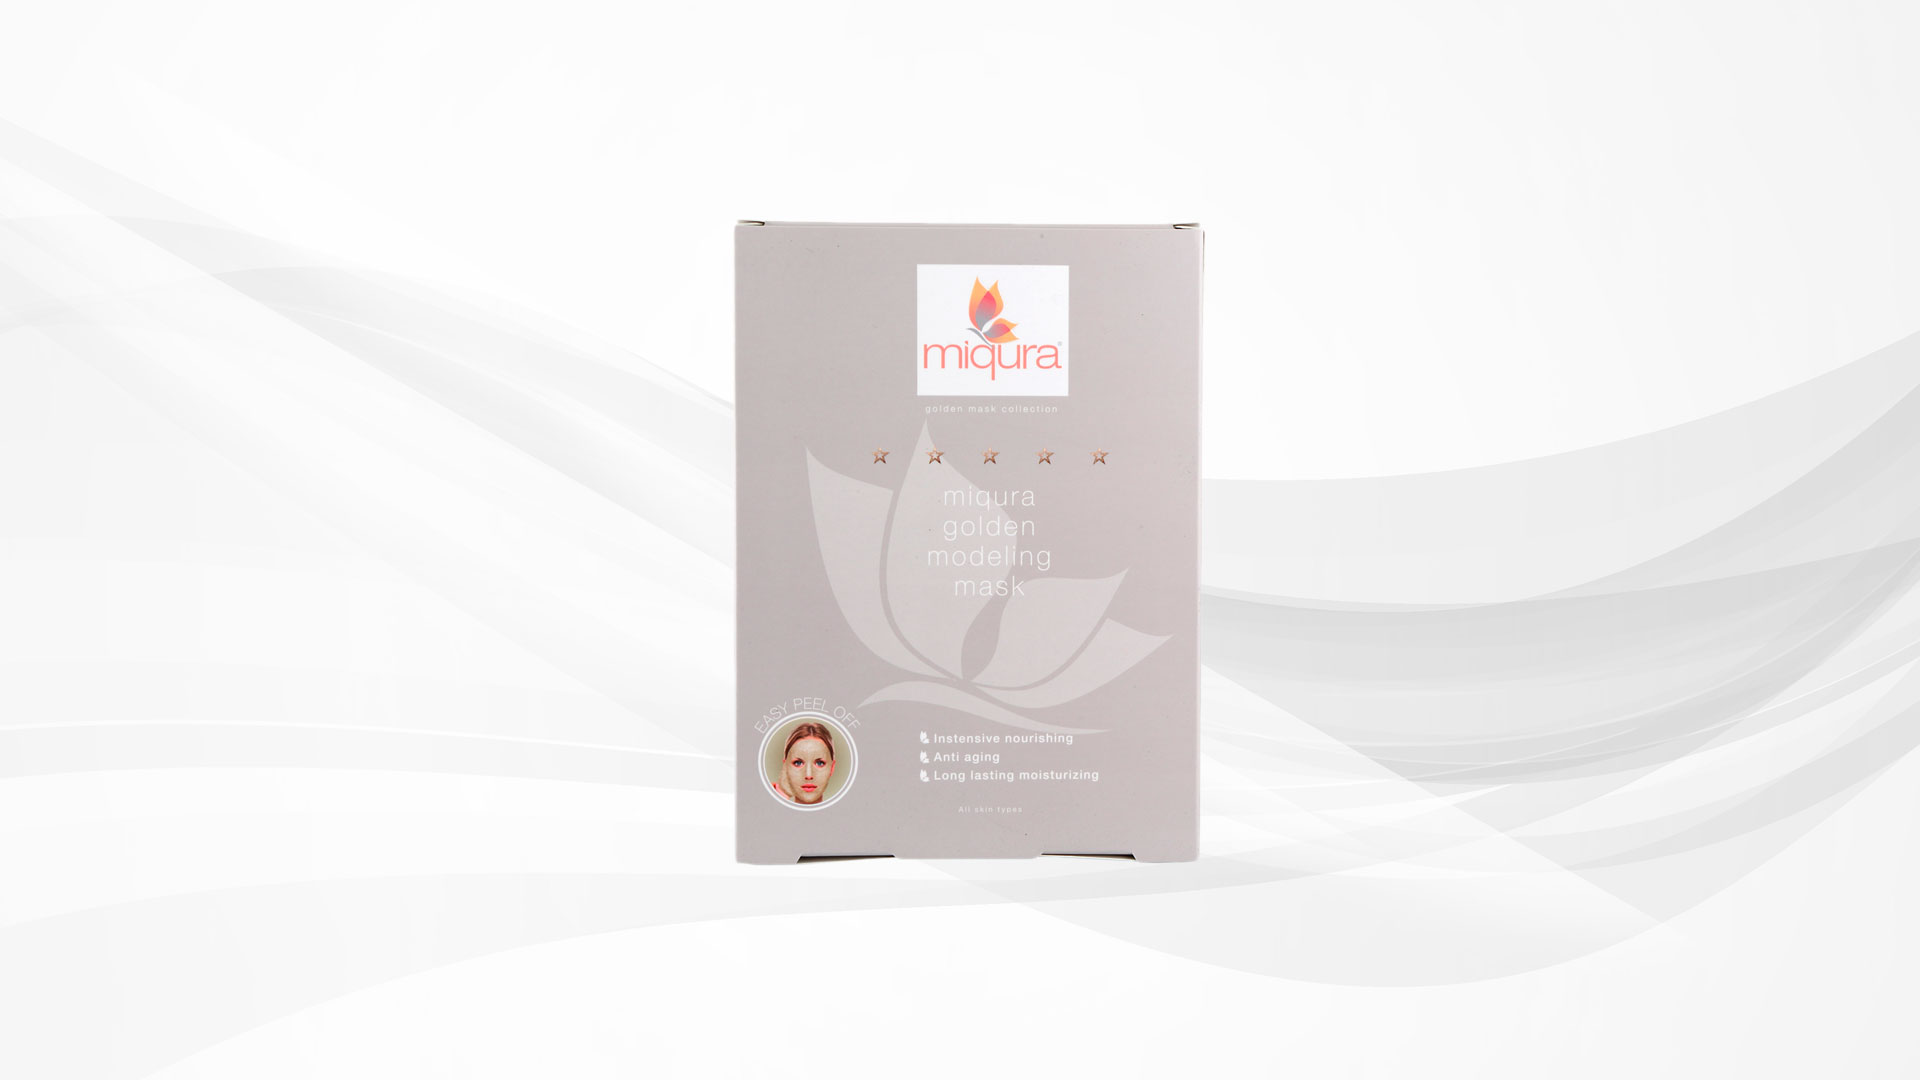 miqura®
golden mask collection
miqura
golden
modeling
mask
EASY PEEL OFF
Instensive nourishing
Anti aging
Long lasting moisturizing
All skin types